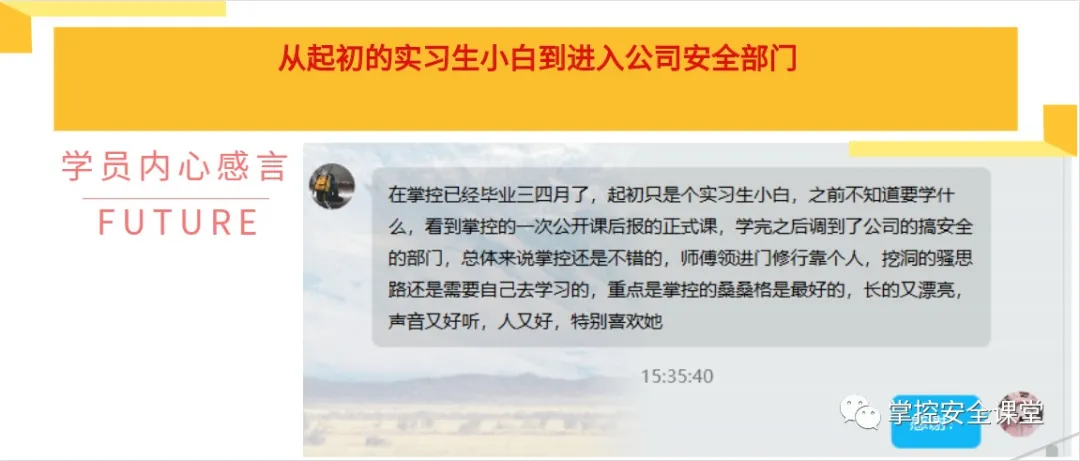 从起初的实习生小白到进入公司安全部门
学员内心感言
FUTURE
在掌控已经毕业三四月了，起初只是个实习生小白，之前不知道要学什
么，看到掌控的一次公开课后报的正式课，学完之后调到了公司的搞安全
的部门，总体来说掌控还是不错的，师傅领进门修行靠个人，挖洞的骚思
路还是需要自己去学习的，重点是掌控的桑桑格是最好的，长的又漂亮，
声音又好听，人又好，特别喜欢她
15:35:40
掌控安全课堂